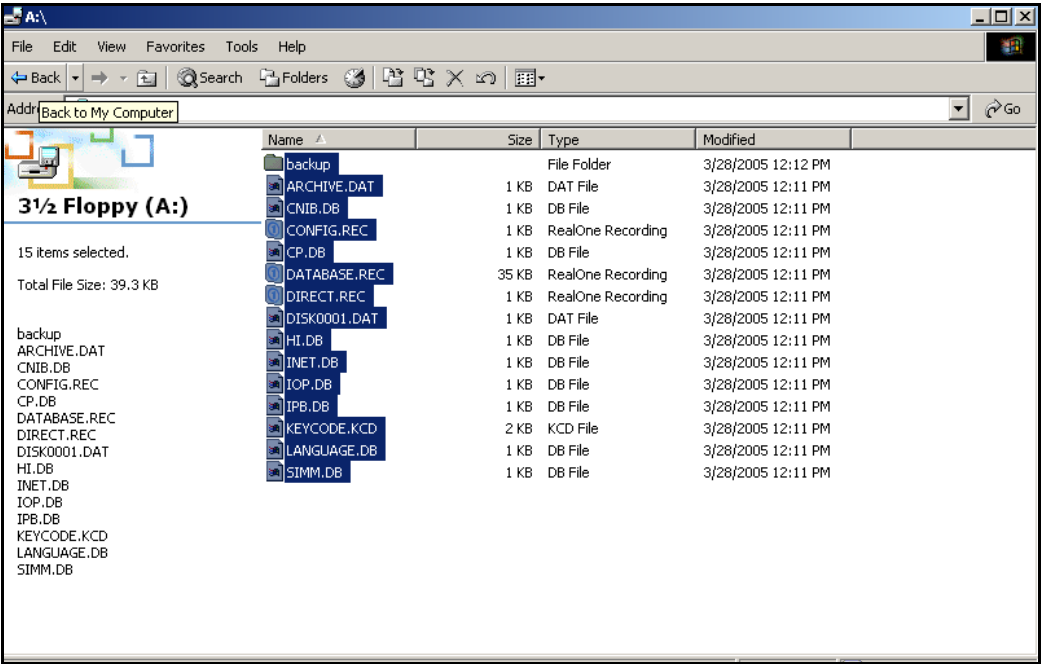 A:\
File Edit View Favorites Tools Help
Back Search Folders
Addr Back to My Computer Go
Name Size Type Modified
backup File Folder 3/28/2005 12:12 PM
ARCHIVE.DAT 1 KB DAT File 3/28/2005 12:11 PM
CNIB.DB 1 KB DB File 3/28/2005 12:11 PM
CONFIG.REC 1 KB RealOne Recording 3/28/2005 12:11 PM
CP.DB 1 KB DB File 3/28/2005 12:11 PM
DATABASE.REC 35 KB RealOne Recording 3/28/2005 12:11 PM
DIRECT.REC 1 KB RealOne Recording 3/28/2005 12:11 PM
DISK0001.DAT 1 KB DAT File 3/28/2005 12:11 PM
HI.DB 1 KB DB File 3/28/2005 12:11 PM
INET.DB 1 KB DB File 3/28/2005 12:11 PM
IOP.DB 1 KB DB File 3/28/2005 12:11 PM
IPB.DB 1 KB DB File 3/28/2005 12:11 PM
KEYCODE.KCD 2 KB KCD File 3/28/2005 12:11 PM
LANGUAGE.DB 1 KB DB File 3/28/2005 12:11 PM
SIMM.DB 1 KB DB File 3/28/2005 12:11 PM
3½ Floppy (A:)
15 items selected.
Total File Size: 39.3 KB
backup
ARCHIVE.DAT
CNIB.DB
CONFIG.REC
CP.DB
DATABASE.REC
DIRECT.REC
DISK0001.DAT
HI.DB
INET.DB
IOP.DB
IPB.DB
KEYCODE.KCD
LANGUAGE.DB
SIMM.DB